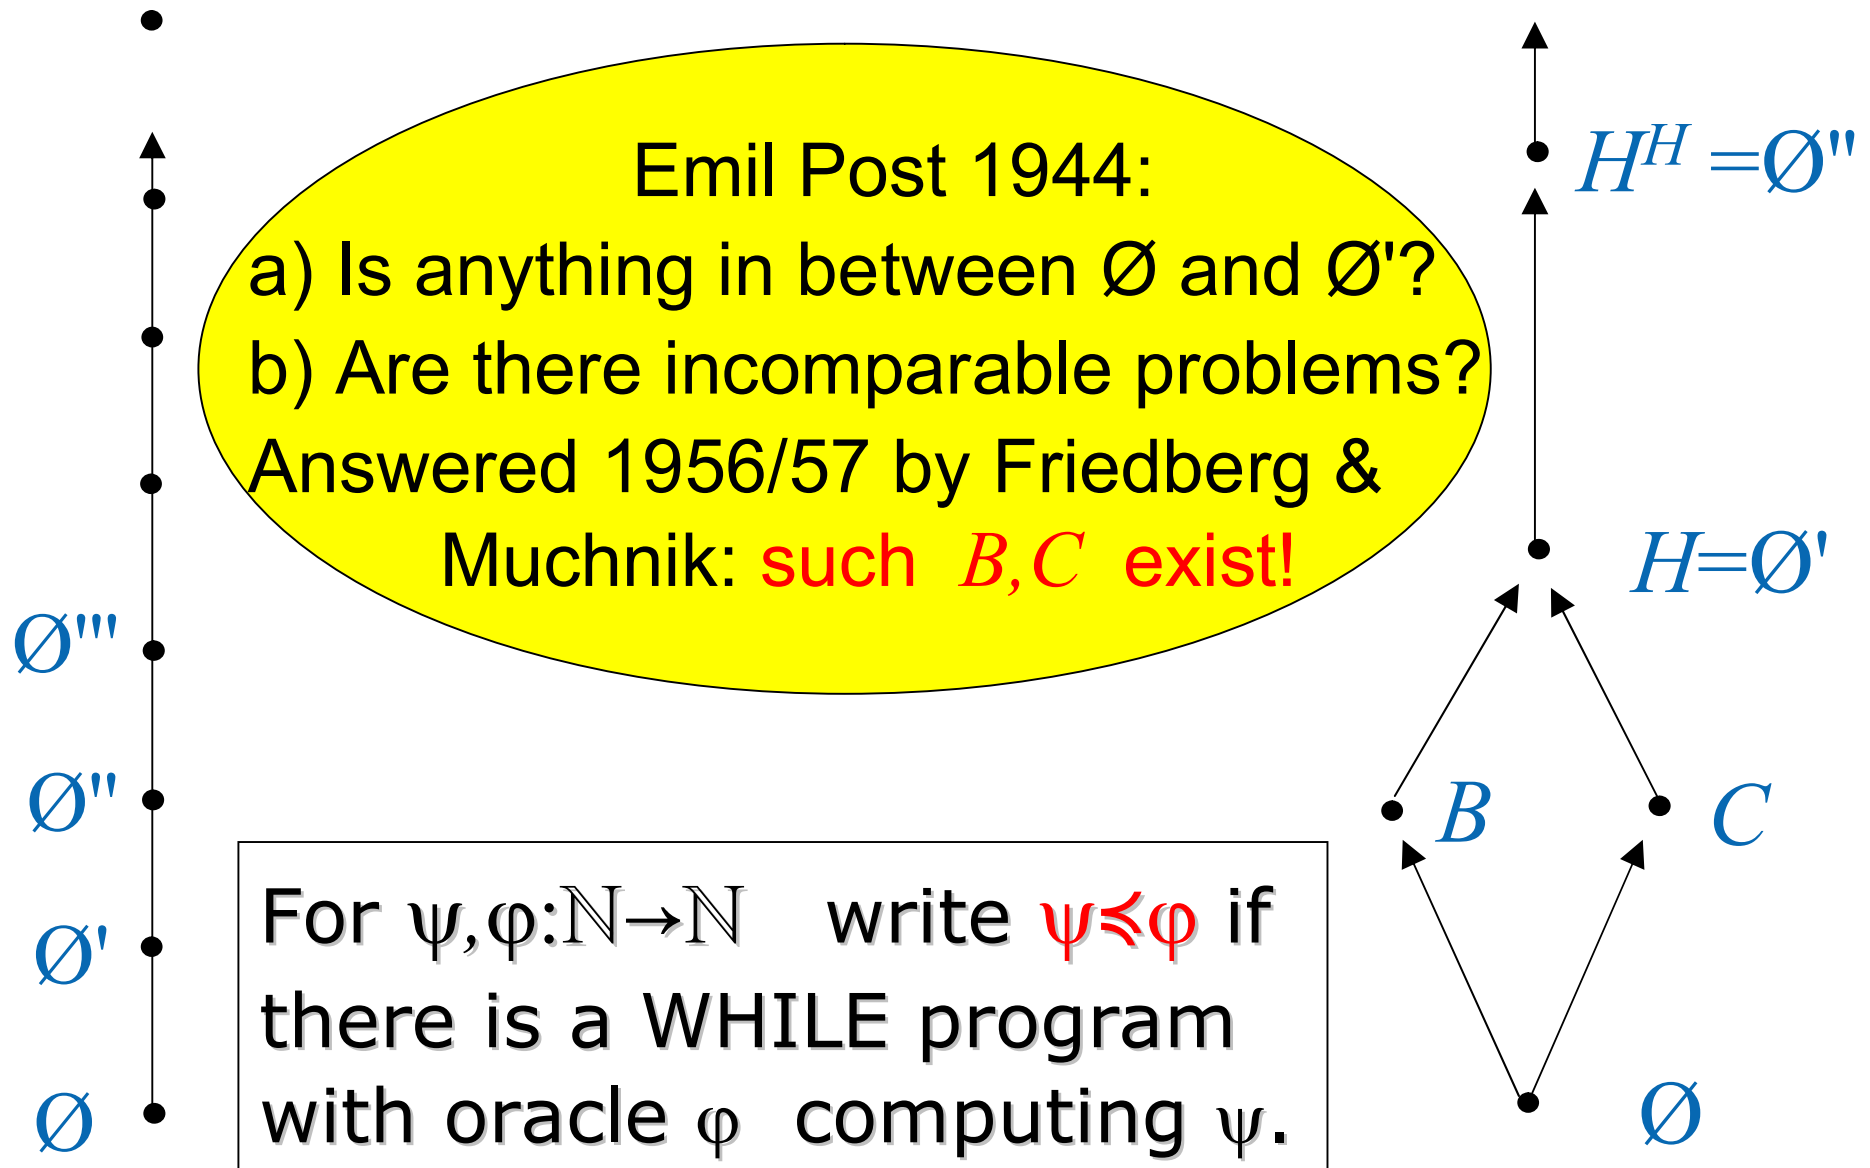 Emil Post 1944:
a) Is anything in between Ø and Ø'?
b) Are there incomparable problems?
Answered 1956/57 by Friedberg &
Muchnik: such B,C exist!
Ø'''
Ø''
Ø'
Ø
For ψ,φ:ℕ→ℕ write ψ≼φ if
there is a WHILE program
with oracle φ computing ψ.
H^H =Ø''
H=Ø'
B
C
Ø